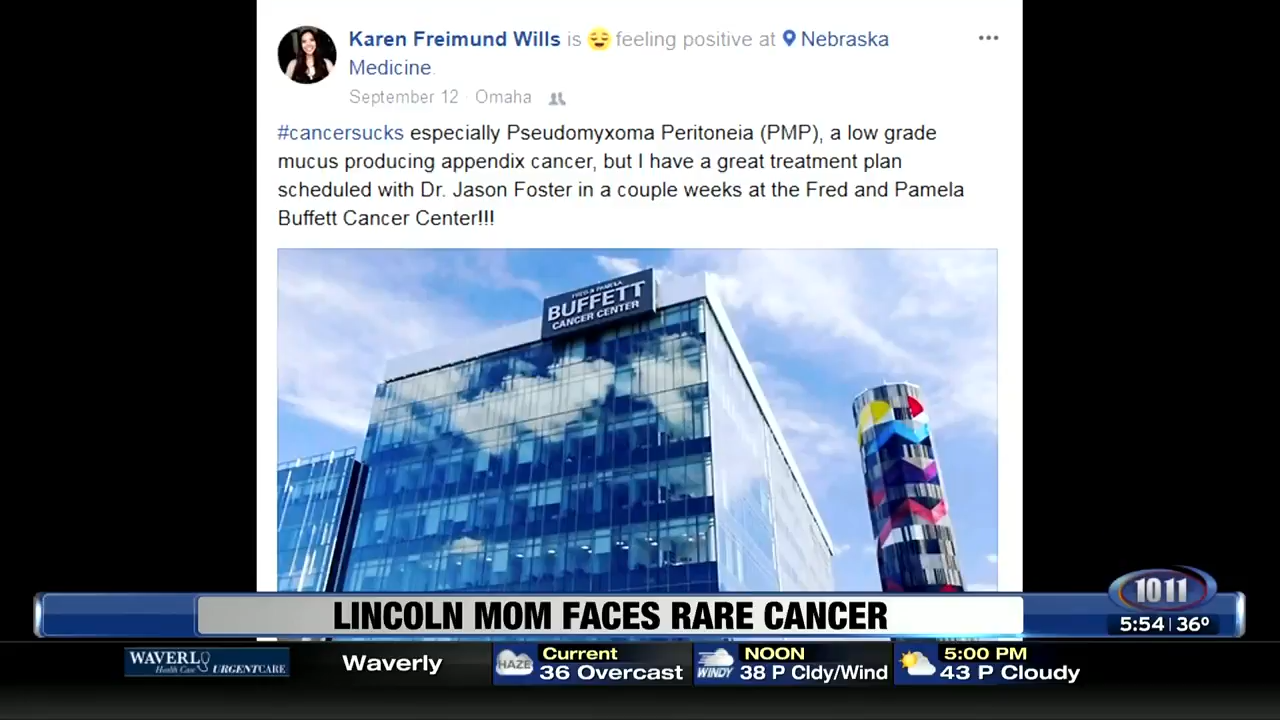 Karen Freimund Wills is feeling positive at Nebraska
Medicine.
September 12 · Omaha
#cancersucks especially Pseudomyxoma Peritoneia (PMP), a low grade
mucus producing appendix cancer, but I have a great treatment plan
scheduled with Dr. Jason Foster in a couple weeks at the Fred and Pamela
Buffett Cancer Center!!!
FRED & PAMELA
BUFFETT
CANCER CENTER
LINCOLN MOM FACES RARE CANCER
1011
5:54 | 36°
WAVERLY
Health Care URGENTCARE
Waverly
HAZE
Current
36 Overcast
WINDY
NOON
38 P Cldy/Wind
5:00 PM
43 P Cloudy